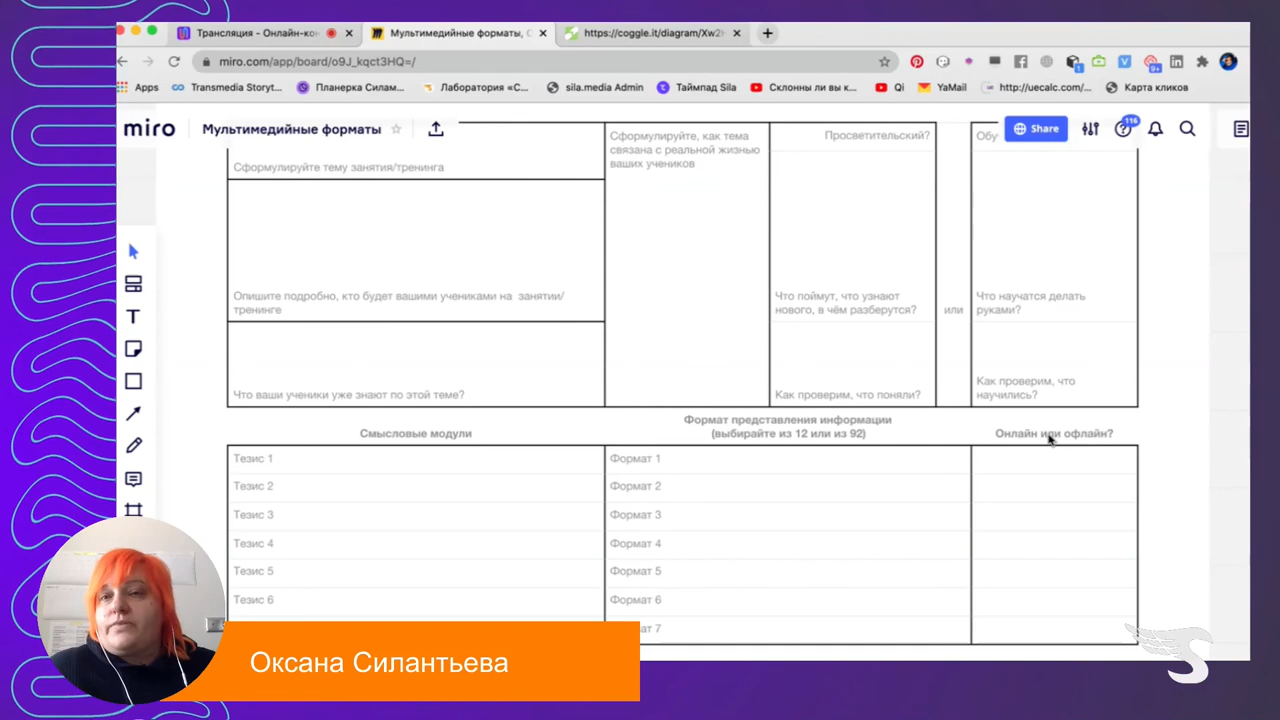 Трансляция - Онлайн-кон
Мультимедийные форматы, С
https://coggle.it/diagram/Xw2H
miro.com/app/board/o9J_kqct3HQ=/
9+
Apps
Transmedia Storyt...
Планерка Силам...
Лаборатория «С...
sila.media Admin
Таймпад Sila
Склонны ли вы к...
Qi
YaMail
http://uecalc.com/...
Карта кликов
miro
Мультимедийные форматы
Share
116
Сформулируйте тему занятия/тренинга
Опишите подробно, кто будет вашими учениками на занятии/
тренинге
Что ваши ученики уже знают по этой теме?
Сформулируйте, как тема
связана с реальной жизнью
ваших учеников
Просветительский?
Что поймут, что узнают
нового, в чём разберутся?
Как проверим, что поняли?
или
Обу
Что научатся делать
руками?
Как проверим, что
научились?
Смысловые модули
Формат представления информации
(выбирайте из 12 или из 92)
Онлайн или офлайн?
Тезис 1
Формат 1
Тезис 2
Формат 2
Тезис 3
Формат 3
Тезис 4
Формат 4
Тезис 5
Формат 5
Тезис 6
Формат 6
ат 7
Оксана Силантьева